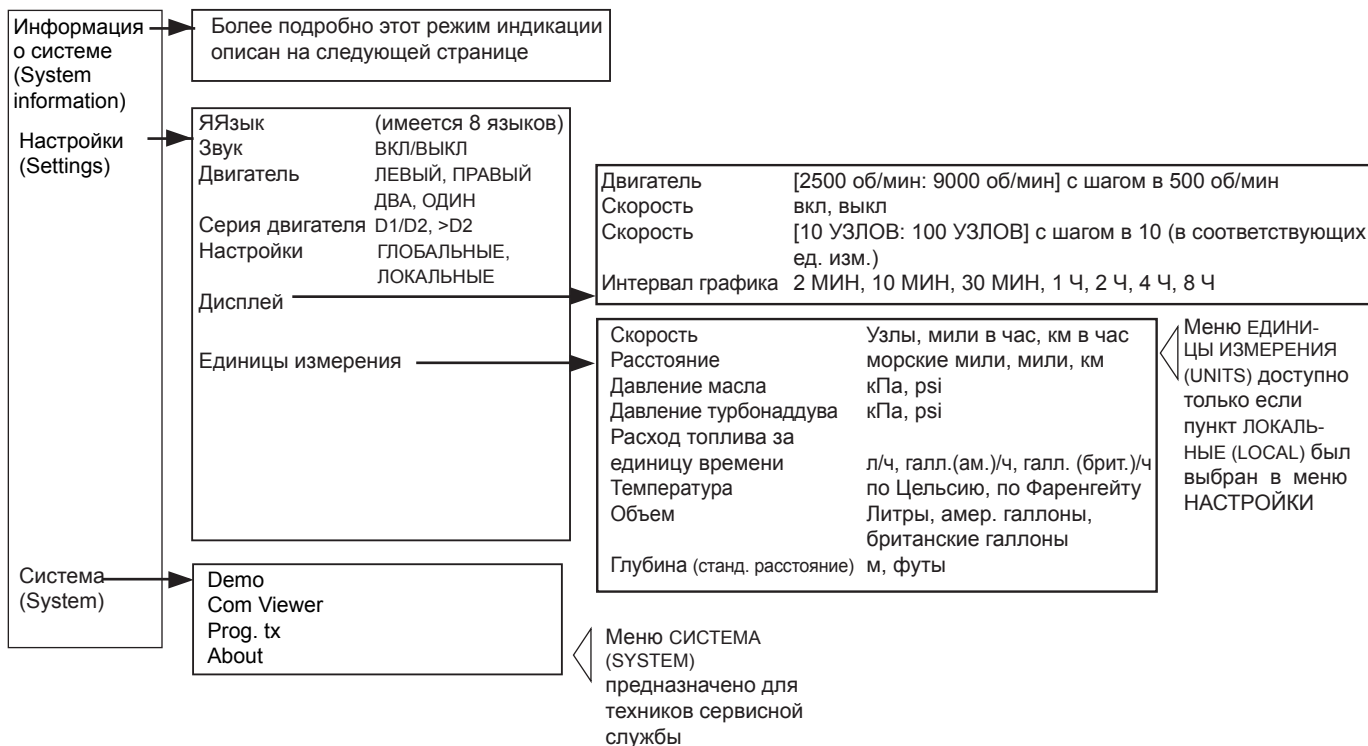 Информация
о системе
(System
information)
Более подробно этот режим индикации
описан на следующей странице
Настройки
(Settings)
ЯЯзык (имеется 8 языков)
Звук ВКЛ/ВЫКЛ
Двигатель ЛЕВЫЙ, ПРАВЫЙ
ДВА, ОДИН
Серия двигателя D1/D2, >D2
Настройки ГЛОБАЛЬНЫЕ,
ЛОКАЛЬНЫЕ
Дисплей
Единицы измерения
Двигатель [2500 об/мин: 9000 об/мин] с шагом в 500 об/мин
Скорость вкл, выкл
Скорость [10 УЗЛОВ: 100 УЗЛОВ] с шагом в 10 (в соответствующих
ед. изм.)
Интервал графика 2 МИН, 10 МИН, 30 МИН, 1 Ч, 2 Ч, 4 Ч, 8 Ч
Скорость Узлы, мили в час, км в час
Расстояние морские мили, мили, км
Давление масла кПа, psi
Давление турбонаддува кПа, psi
Расход топлива за
единицу времени л/ч, галл.(ам.)/ч, галл. (брит.)/ч
Температура по Цельсию, по Фаренгейту
Объем Литры, амер. галлоны,
британские галлоны
Глубина (станд. расстояние) м, футы
Меню ЕДИНИ-
ЦЫ ИЗМЕРЕНИЯ
(UNITS) доступно
только если
пункт ЛОКАЛЬ-
НЫЕ (LOCAL) был
выбран в меню
НАСТРОЙКИ
Система
(System)
Demo
Com Viewer
Prog. tx
About
Меню СИСТЕМА
(SYSTEM)
предназначено для
техников сервисной
службы